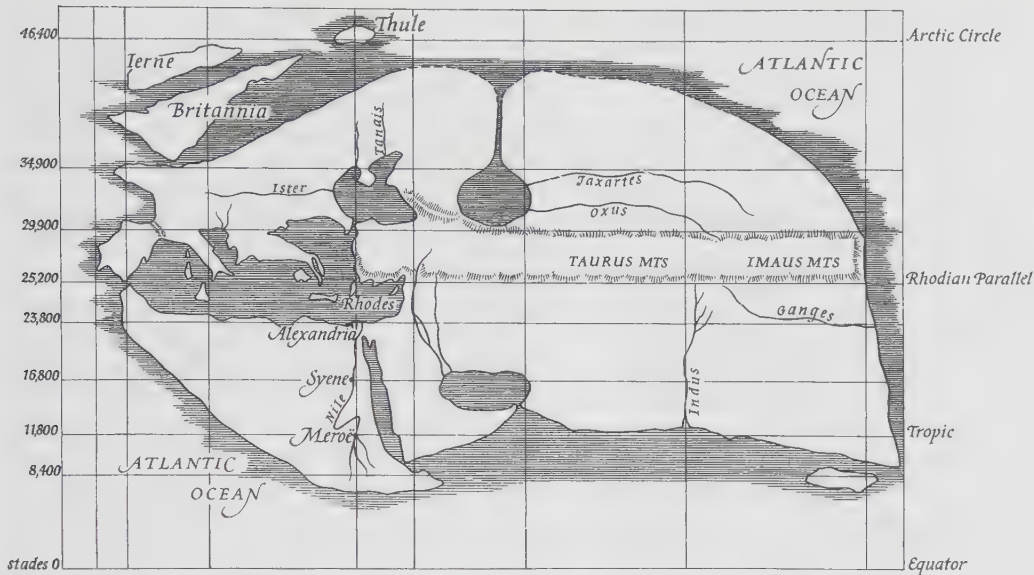 Thule
46,400
Arctic Circle
Ierne
ATLANTIC
OCEAN
Britannia
Tanais
34,900
Ister
Jaxartes
Oxus
29,900
TAURUS MTS
IMAUS MTS
25,200
Rhodian Parallel
Rhodes
Ganges
23,800
Alexandria
Syene
16,800
Nile
Indus
Meroë
11,800
Tropic
ATLANTIC
OCEAN
8,400
stades 0
Equator